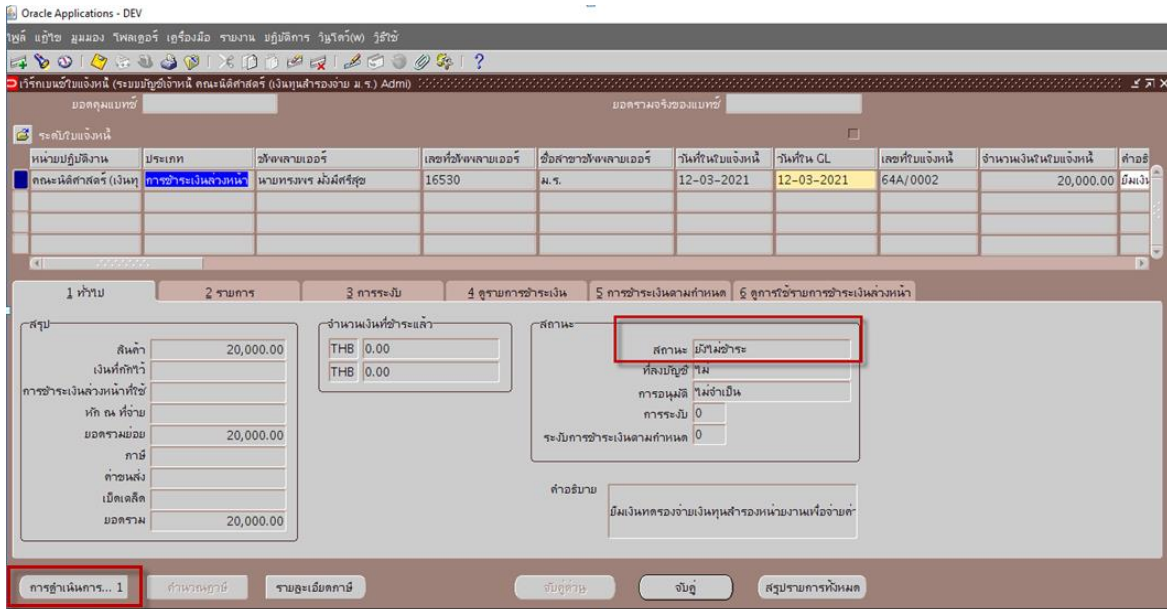 Oracle Applications - DEV
ไฟล์ แก้ไข มุมมอง โฟลเดอร์ เครื่องมือ รายงาน ปฏิบัติการ วินโดว์(W) วิธีใช้
เวิร์กเบนช์ใบแจ้งหนี้ (ระบบบัญชีเจ้าหนี้ คณะนิติศาสตร์ (เงินทุนสำรองจ่าย ม.ร.) Admi)
ยอดคุมแบทช์ ยอดรวมจริงของแบทช์
ระดับใบแจ้งหนี้
หน่วยปฏิบัติงาน ประเภท ซัพพลายเออร์ เลขที่ซัพพลายเออร์ ชื่อสาขาซัพพลายเออร์ วันที่ในใบแจ้งหนี้ วันที่ใน GL เลขที่ใบแจ้งหนี้ จำนวนเงินในใบแจ้งหนี้ คำอธิ
คณะนิติศาสตร์ (เงินทุ การชำระเงินล่วงหน้า นายทรงพร มั่งมีศรีสุข 16530 ม.ร. 12-03-2021 12-03-2021 64A/0002 20,000.00 ยืมเงิน
1 ทั่วไป 2 รายการ 3 การระงับ 4 ดูรายการชำระเงิน 5 การชำระเงินตามกำหนด 6 ดูการใช้รายการชำระเงินล่วงหน้า
สรุป จำนวนเงินที่ชำระแล้ว สถานะ
สินค้า 20,000.00 THB 0.00 สถานะ ยังไม่ชำระ
เงินที่กักไว้ THB 0.00 ที่ลงบัญชี ไม่
การชำระเงินล่วงหน้าที่ใช้ การอนุมัติ ไม่จำเป็น
หัก ณ ที่จ่าย การระงับ 0
ยอดรวมย่อย 20,000.00 ระงับการชำระเงินตามกำหนด 0
ภาษี
ค่าขนส่ง
เบ็ดเตล็ด คำอธิบาย
ยอดรวม 20,000.00 ยืมเงินทดรองจ่ายเงินทุนสำรองหน่วยงานเพื่อจ่ายค่า
การดำเนินการ... 1 คำนวณภาษี รายละเอียดภาษี จับคู่ด่วน จับคู่ สรุปรายการทั้งหมด